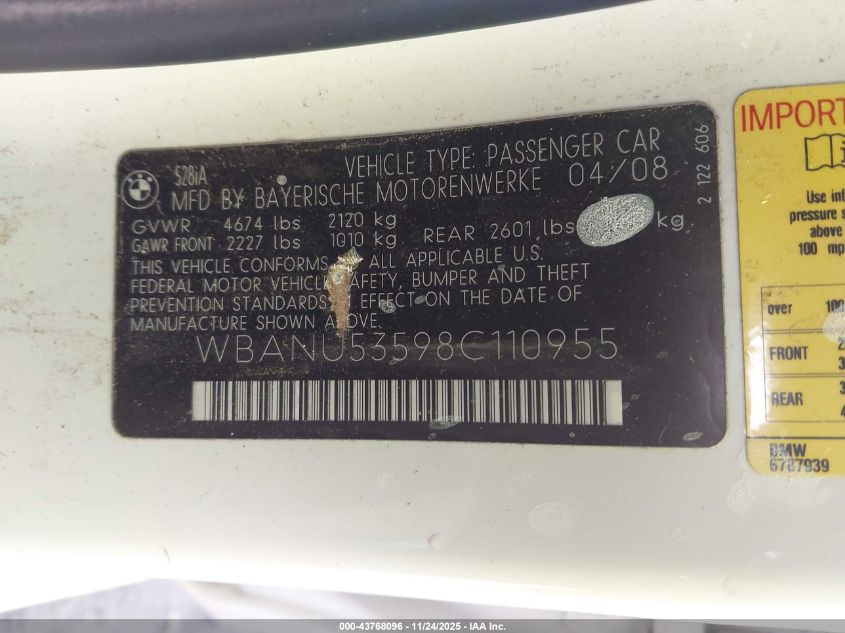 BMW
528iA
VEHICLE TYPE: PASSENGER CAR
MFD BY BAYERISCHE MOTORENWERKE 04/08
GVWR 4674 lbs 2120 kg
GAWR FRONT 2227 lbs 1010 kg REAR 2601 lbs kg
THIS VEHICLE CONFORMS ALL APPLICABLE U.S.
FEDERAL MOTOR VEHICLE SAFETY, BUMPER AND THEFT
PREVENTION STANDARDS EFFECT ON THE DATE OF
MANUFACTURE SHOWN ABOVE.
WBANU53598C110955
2 122 606
IMPORT
Use inf
pressure s
above
100 mp
over 100
FRONT
REAR
BMW
6787939
000-43768096 - 11/24/2025 - IAA Inc.